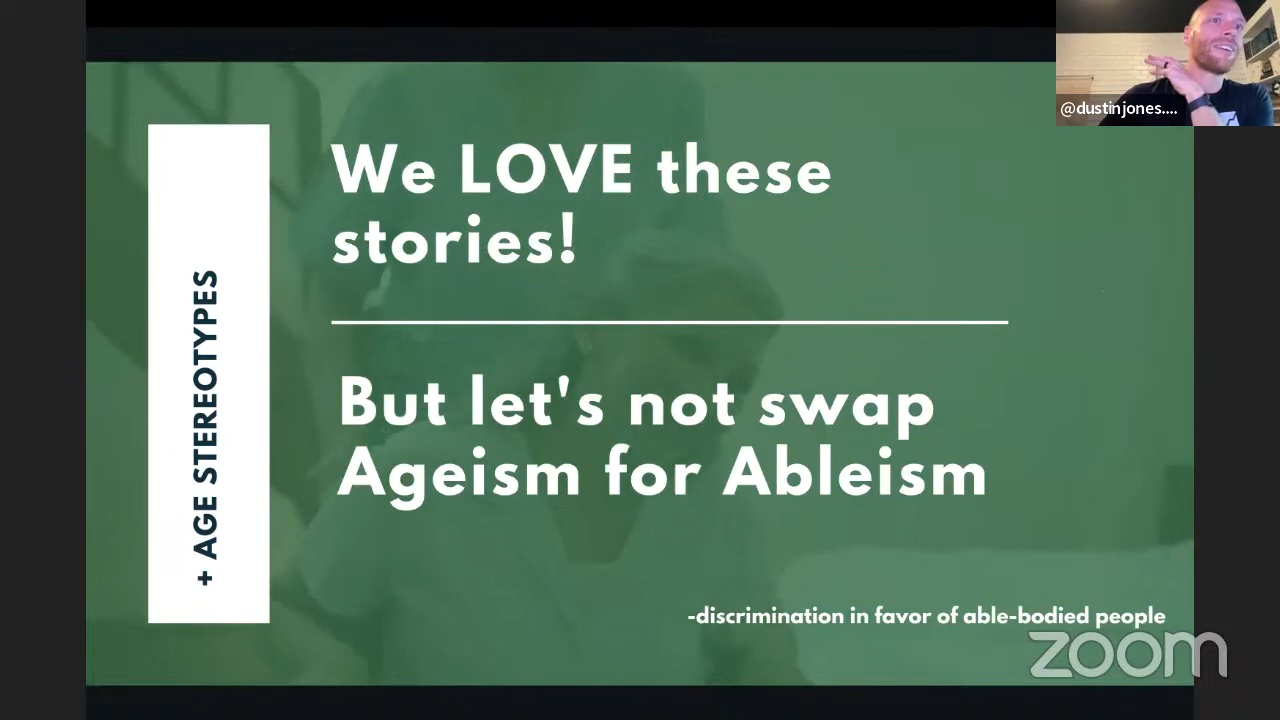 @dustinjones....
We LOVE these
stories!
+ AGE STEREOTYPES
But let's not swap
Ageism for Ableism
-discrimination in favor of able-bodied people
zoom